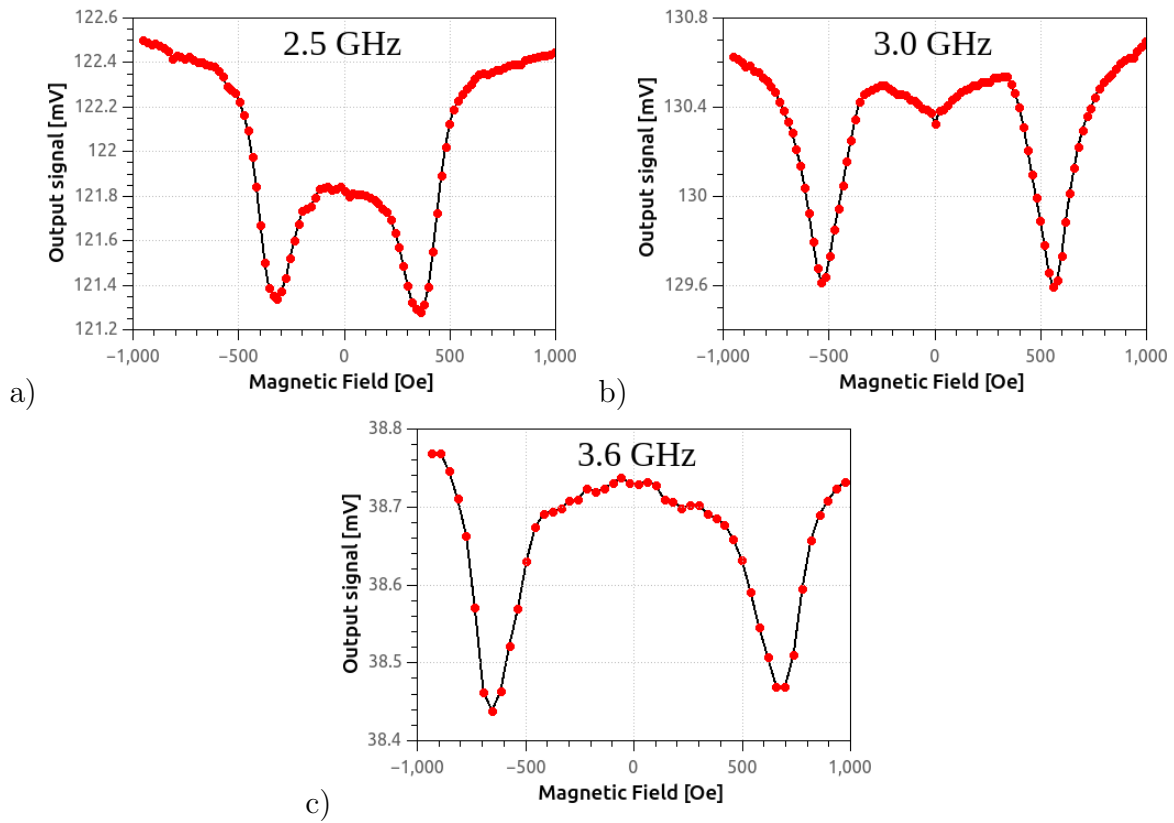 2.5 GHz
122.6
122.4
122.2
122
121.8
121.6
121.4
121.2
Output signal [mV]
−1,000 −500 0 500 1,000
Magnetic Field [Oe]
a)
3.0 GHz
130.8
130.4
130
129.6
Output signal [mV]
−1,000 −500 0 500 1,000
Magnetic Field [Oe]
b)
3.6 GHz
38.8
38.7
38.6
38.5
38.4
Output signal [mV]
−1,000 −500 0 500 1,000
Magnetic Field [Oe]
c)